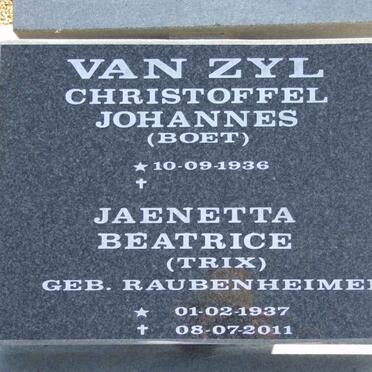 VAN ZYL
CHRISTOFFEL
JOHANNES
(BOET)
★ 10-09-1936
✝
JAENETTA
BEATRICE
(TRIX)
GEB. RAUBENHEIMER
★ 01-02-1937
✝ 08-07-2011